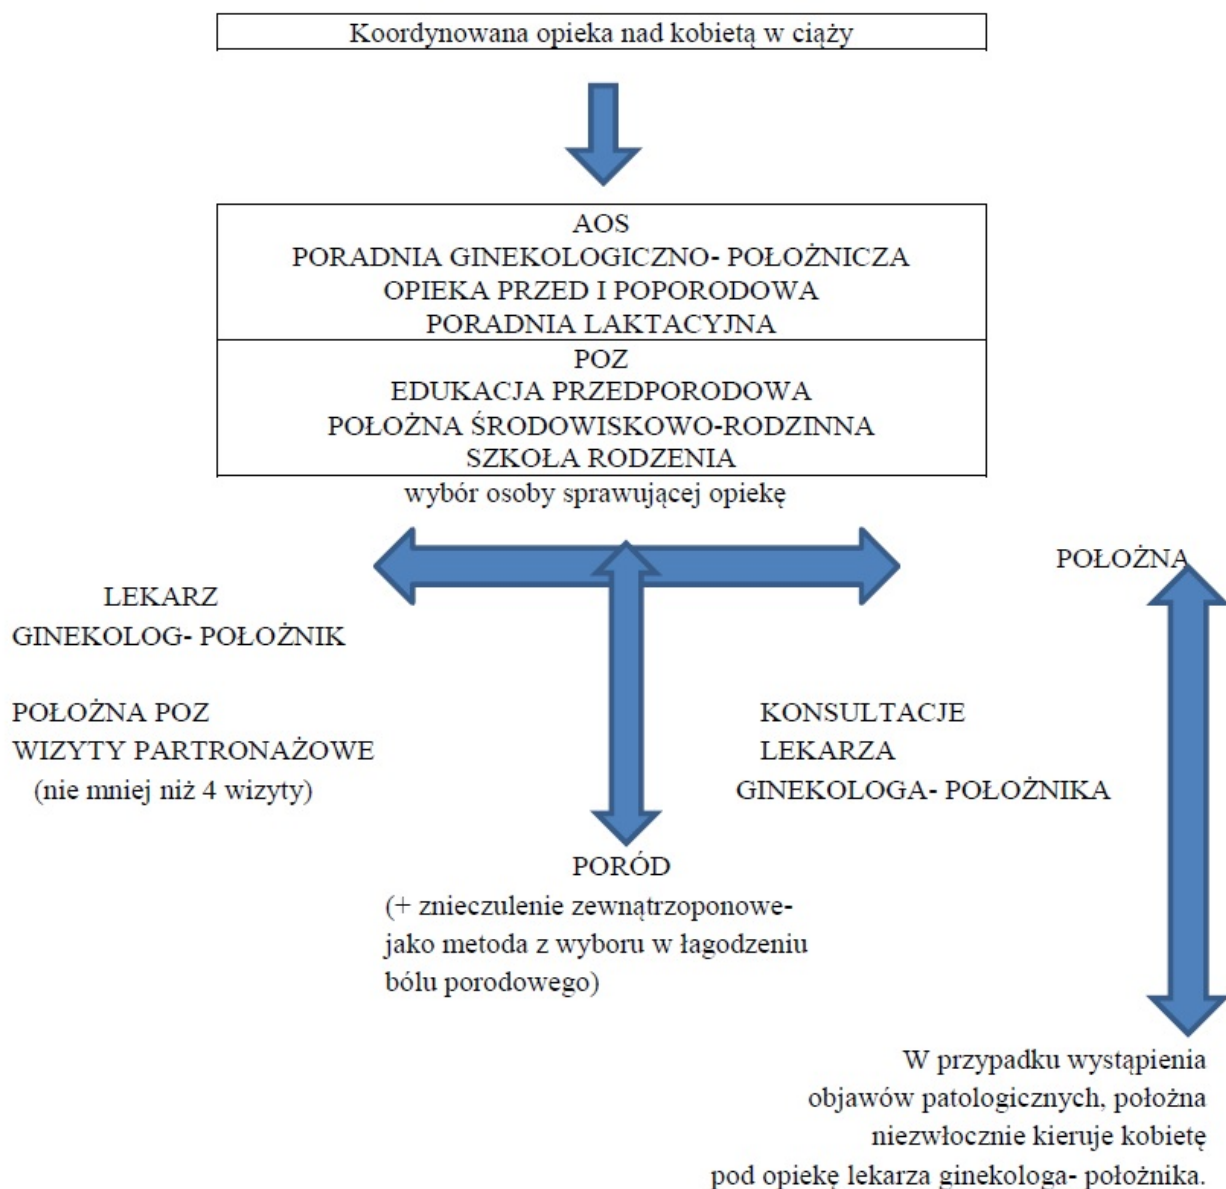 Koordynowana opieka nad kobietą w ciąży
AOS
PORADNIA GINEKOLOGICZNO- POŁOŻNICZA
OPIEKA PRZED I POPORODOWA
PORADNIA LAKTACYJNA
POZ
EDUKACJA PRZEDPORODOWA
POŁOŻNA ŚRODOWISKOWO-RODZINNA
SZKOŁA RODZENIA
wybór osoby sprawującej opiekę
LEKARZ
GINEKOLOG- POŁOŻNIK
POŁOŻNA POZ
WIZYTY PARTRONAŻOWE
(nie mniej niż 4 wizyty)
POŁOŻNA
KONSULTACJE
LEKARZA
GINEKOLOGA- POŁOŻNIKA
PORÓD
(+ znieczulenie zewnątrzoponowe-
jako metoda z wyboru w łagodzeniu
bólu porodowego)
W przypadku wystąpienia
objawów patologicznych, położna
niezwłocznie kieruje kobietę
pod opiekę lekarza ginekologa- położnika.